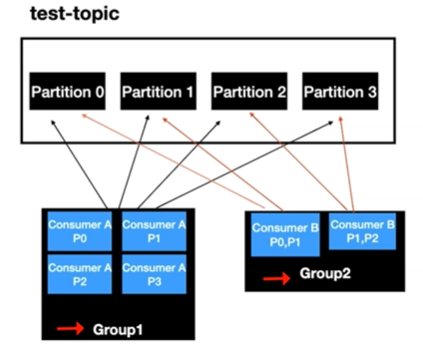 test-topic
Partition 0
Partition 1
Partition 2
Partition 3
Consumer A
P0
Consumer A
P1
Consumer A
P2
Consumer A
P3
Group1
Consumer B
P0,P1
Consumer B
P1,P2
Group2